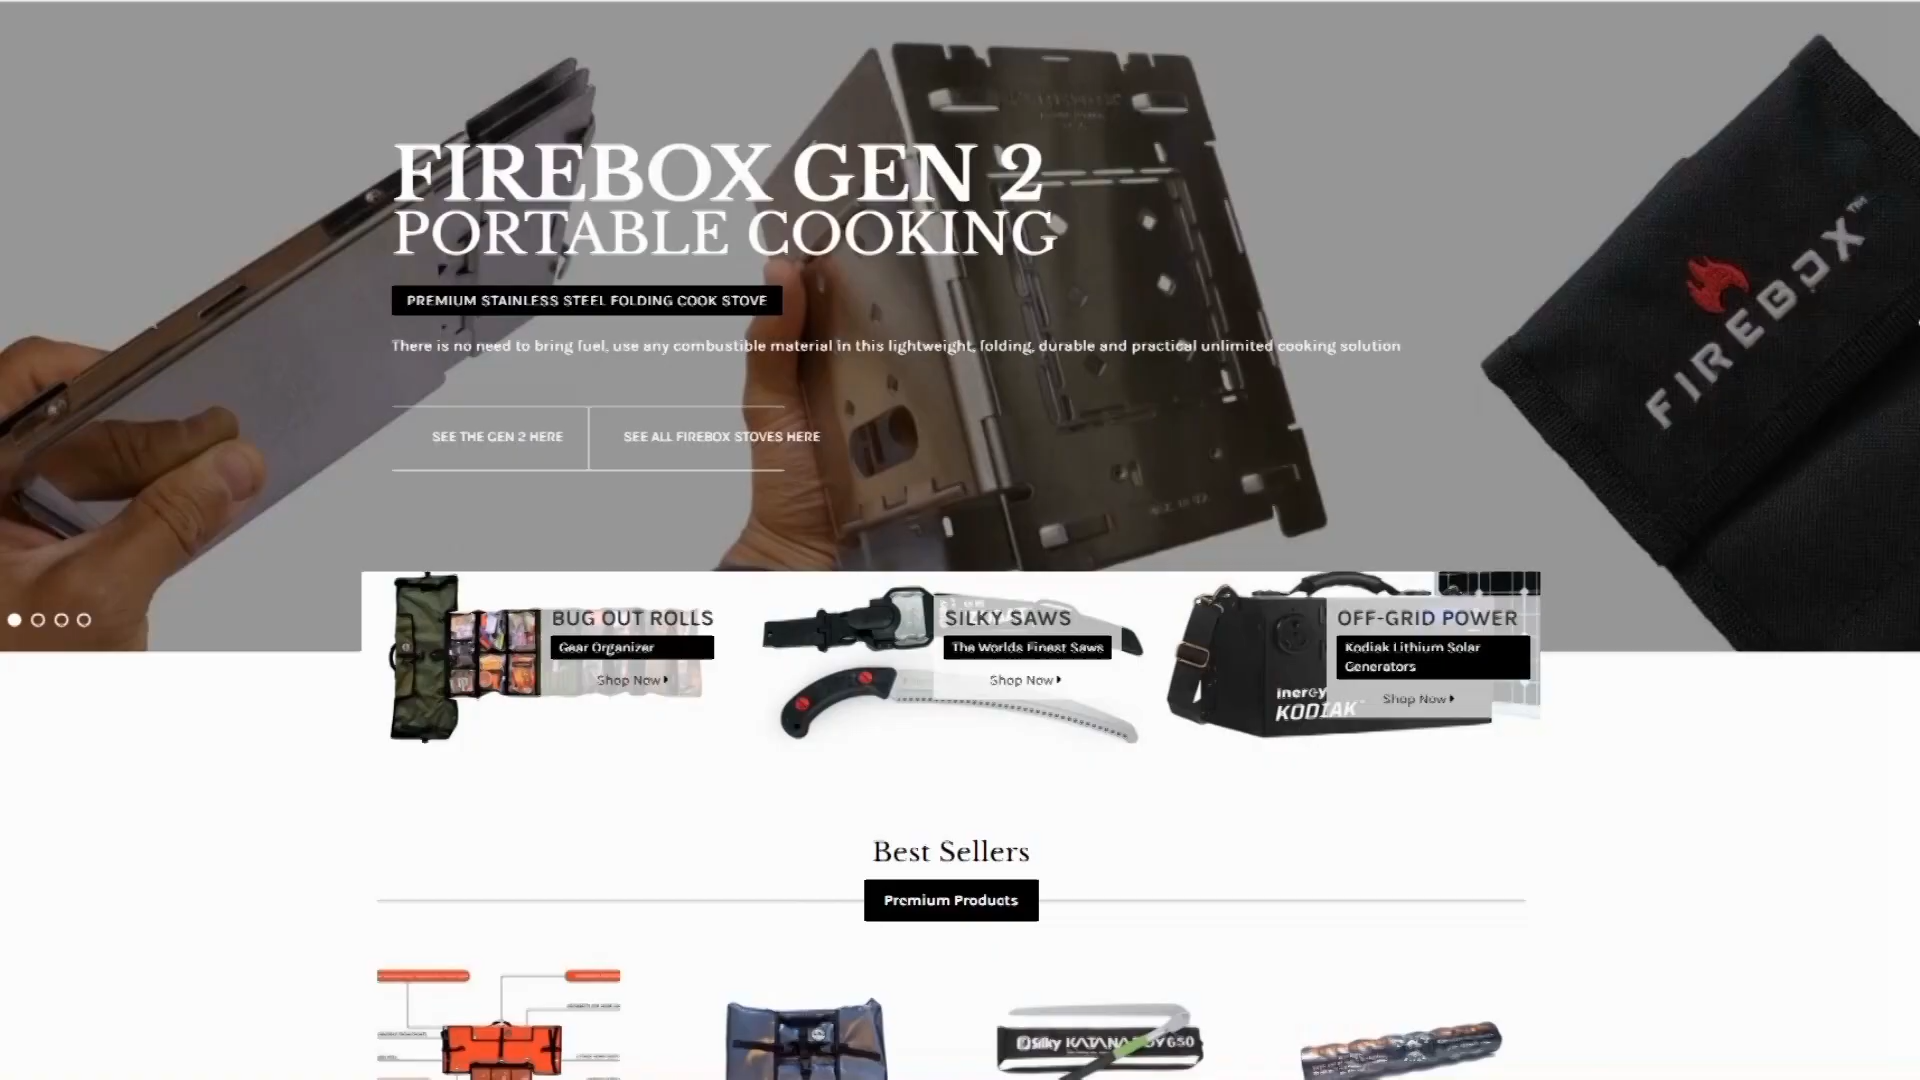 FIREBOX GEN 2
PORTABLE COOKING
PREMIUM STAINLESS STEEL FOLDING COOK STOVE
There is no need to bring fuel, use any combustible material in this lightweight, folding, durable and practical unlimited cooking solution
SEE THE GEN 2 HERE
SEE ALL FIREBOX STOVES HERE
FIREBOX™
BUG OUT ROLLS
Gear Organizer
Shop Now
SILKY SAWS
The Worlds Finest Saws
Shop Now
OFF-GRID POWER
Kodiak Lithium Solar
Generators
Shop Now
inergy
KODIAK
Best Sellers
Premium Products
Silky KATANABOY 650